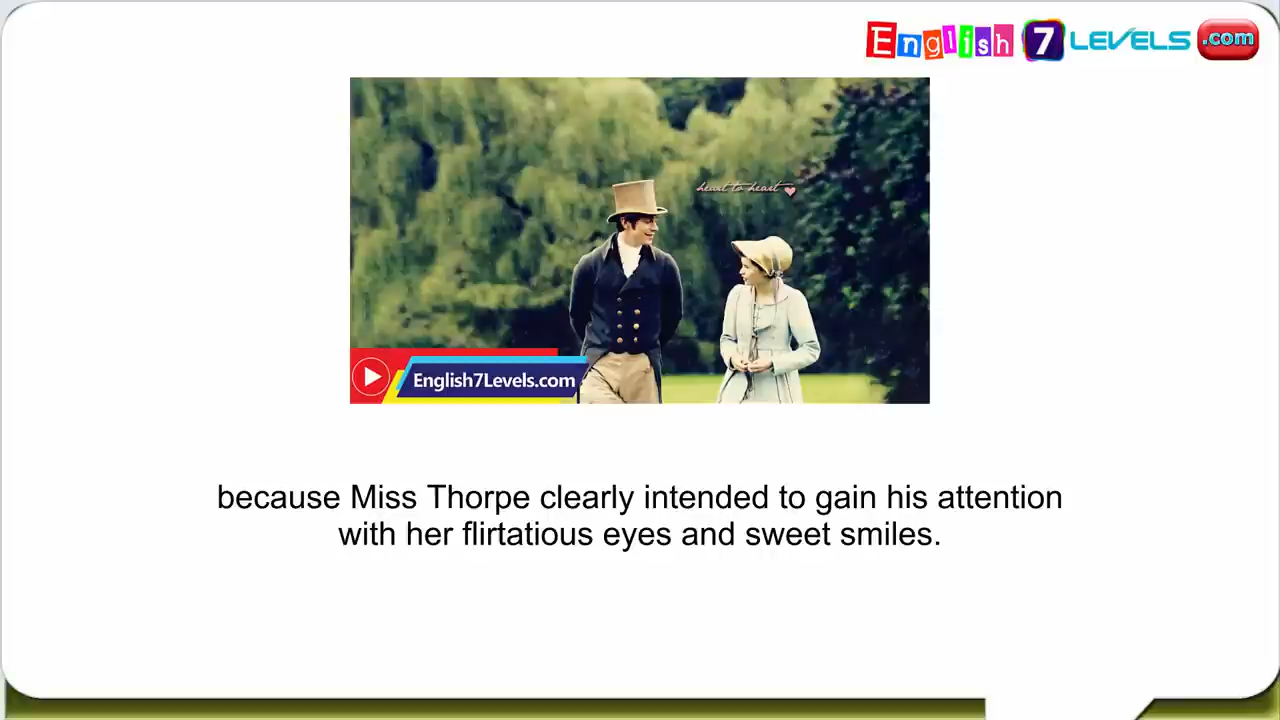 English 7 LEVELS .com
heart to heart
English7Levels.com
because Miss Thorpe clearly intended to gain his attention
with her flirtatious eyes and sweet smiles.